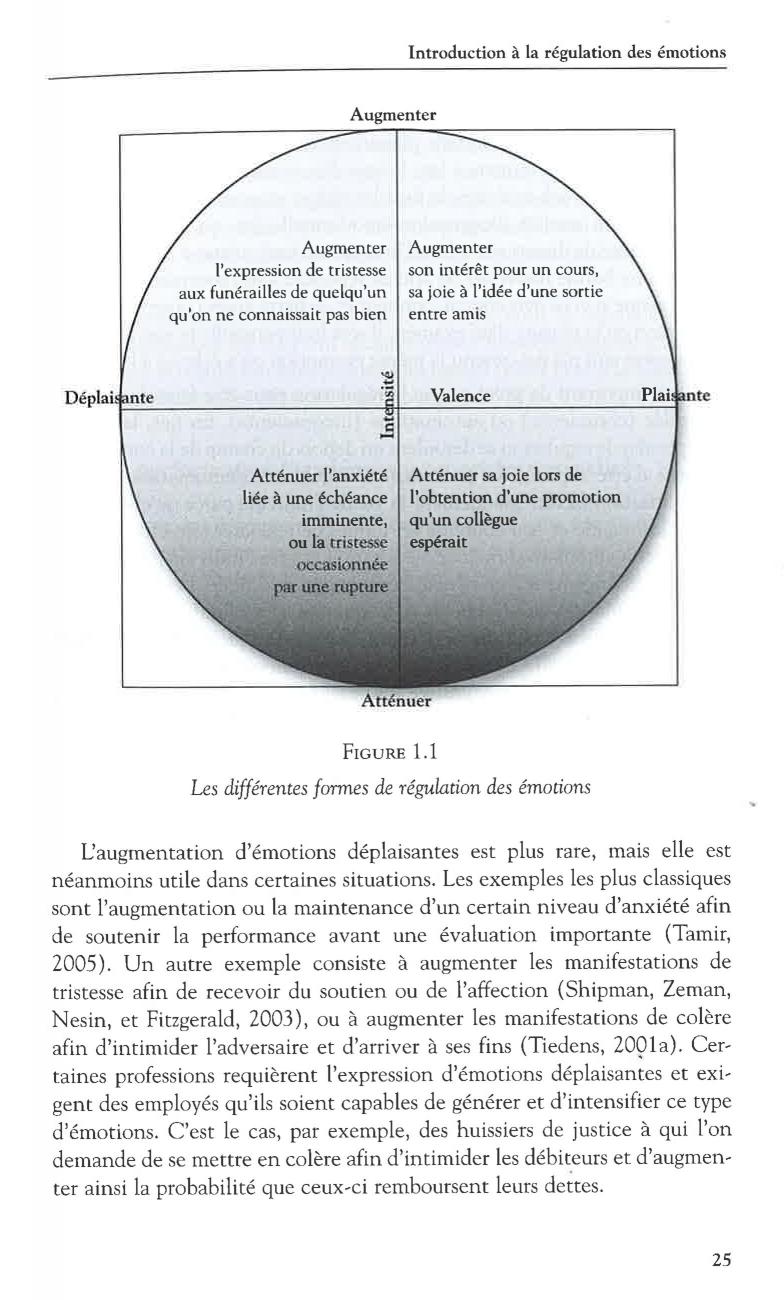 Introduction à la régulation des émotions
Augmenter
Augmenter
l'expression de tristesse
aux funérailles de quelqu'un
qu'on ne connaissait pas bien
Augmenter
son intérêt pour un cours,
sa joie à l'idée d'une sortie
entre amis
Déplaisante
Intensité
Valence
Plaisante
Atténuer l'anxiété
liée à une échéance
imminente,
ou la tristesse
occasionnée
par une rupture
Atténuer sa joie lors de
l'obtention d'une promotion
qu'un collègue
espérait
Atténuer
FIGURE 1.1
Les différentes formes de régulation des émotions
L'augmentation d'émotions déplaisantes est plus rare, mais elle est
néanmoins utile dans certaines situations. Les exemples les plus classiques
sont l'augmentation ou la maintenance d'un certain niveau d'anxiété afin
de soutenir la performance avant une évaluation importante (Tamir,
2005). Un autre exemple consiste à augmenter les manifestations de
tristesse afin de recevoir du soutien ou de l'affection (Shipman, Zeman,
Nesin, et Fitzgerald, 2003), ou à augmenter les manifestations de colère
afin d'intimider l'adversaire et d'arriver à ses fins (Tiedens, 2001a). Cer-
taines professions requièrent l'expression d'émotions déplaisantes et exi-
gent des employés qu'ils soient capables de générer et d'intensifier ce type
d'émotions. C'est le cas, par exemple, des huissiers de justice à qui l'on
demande de se mettre en colère afin d'intimider les débiteurs et d'augmen-
ter ainsi la probabilité que ceux-ci remboursent leurs dettes.
25